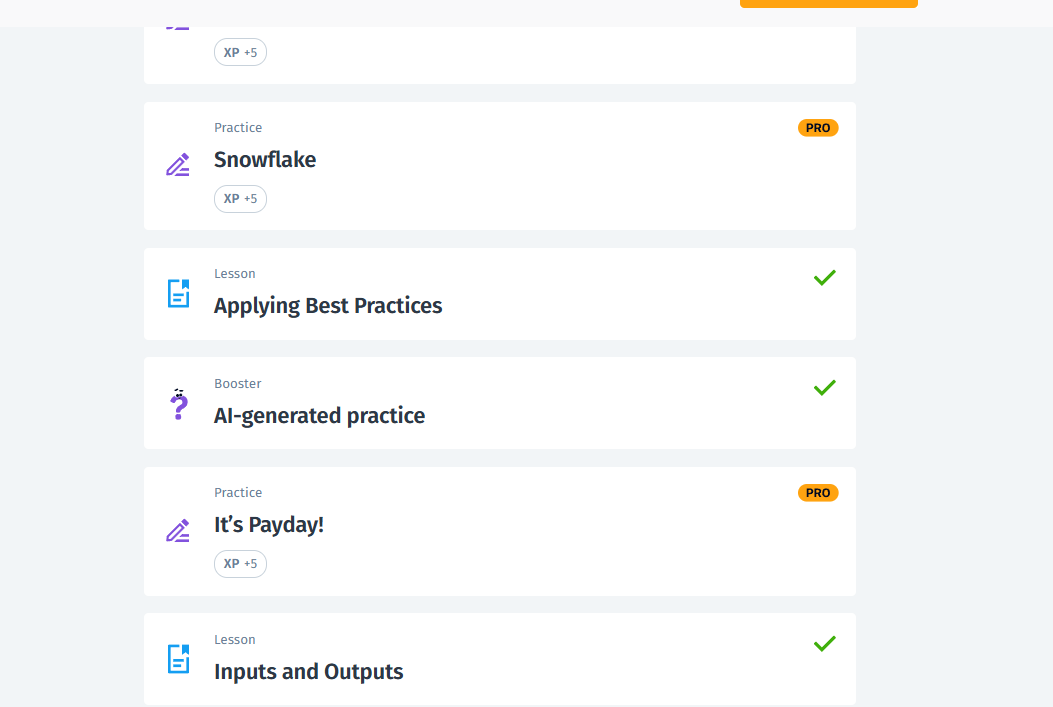 XP +5
Practice
PRO
Snowflake
XP +5
Lesson
Applying Best Practices
Booster
AI-generated practice
Practice
PRO
It’s Payday!
XP +5
Lesson
Inputs and Outputs